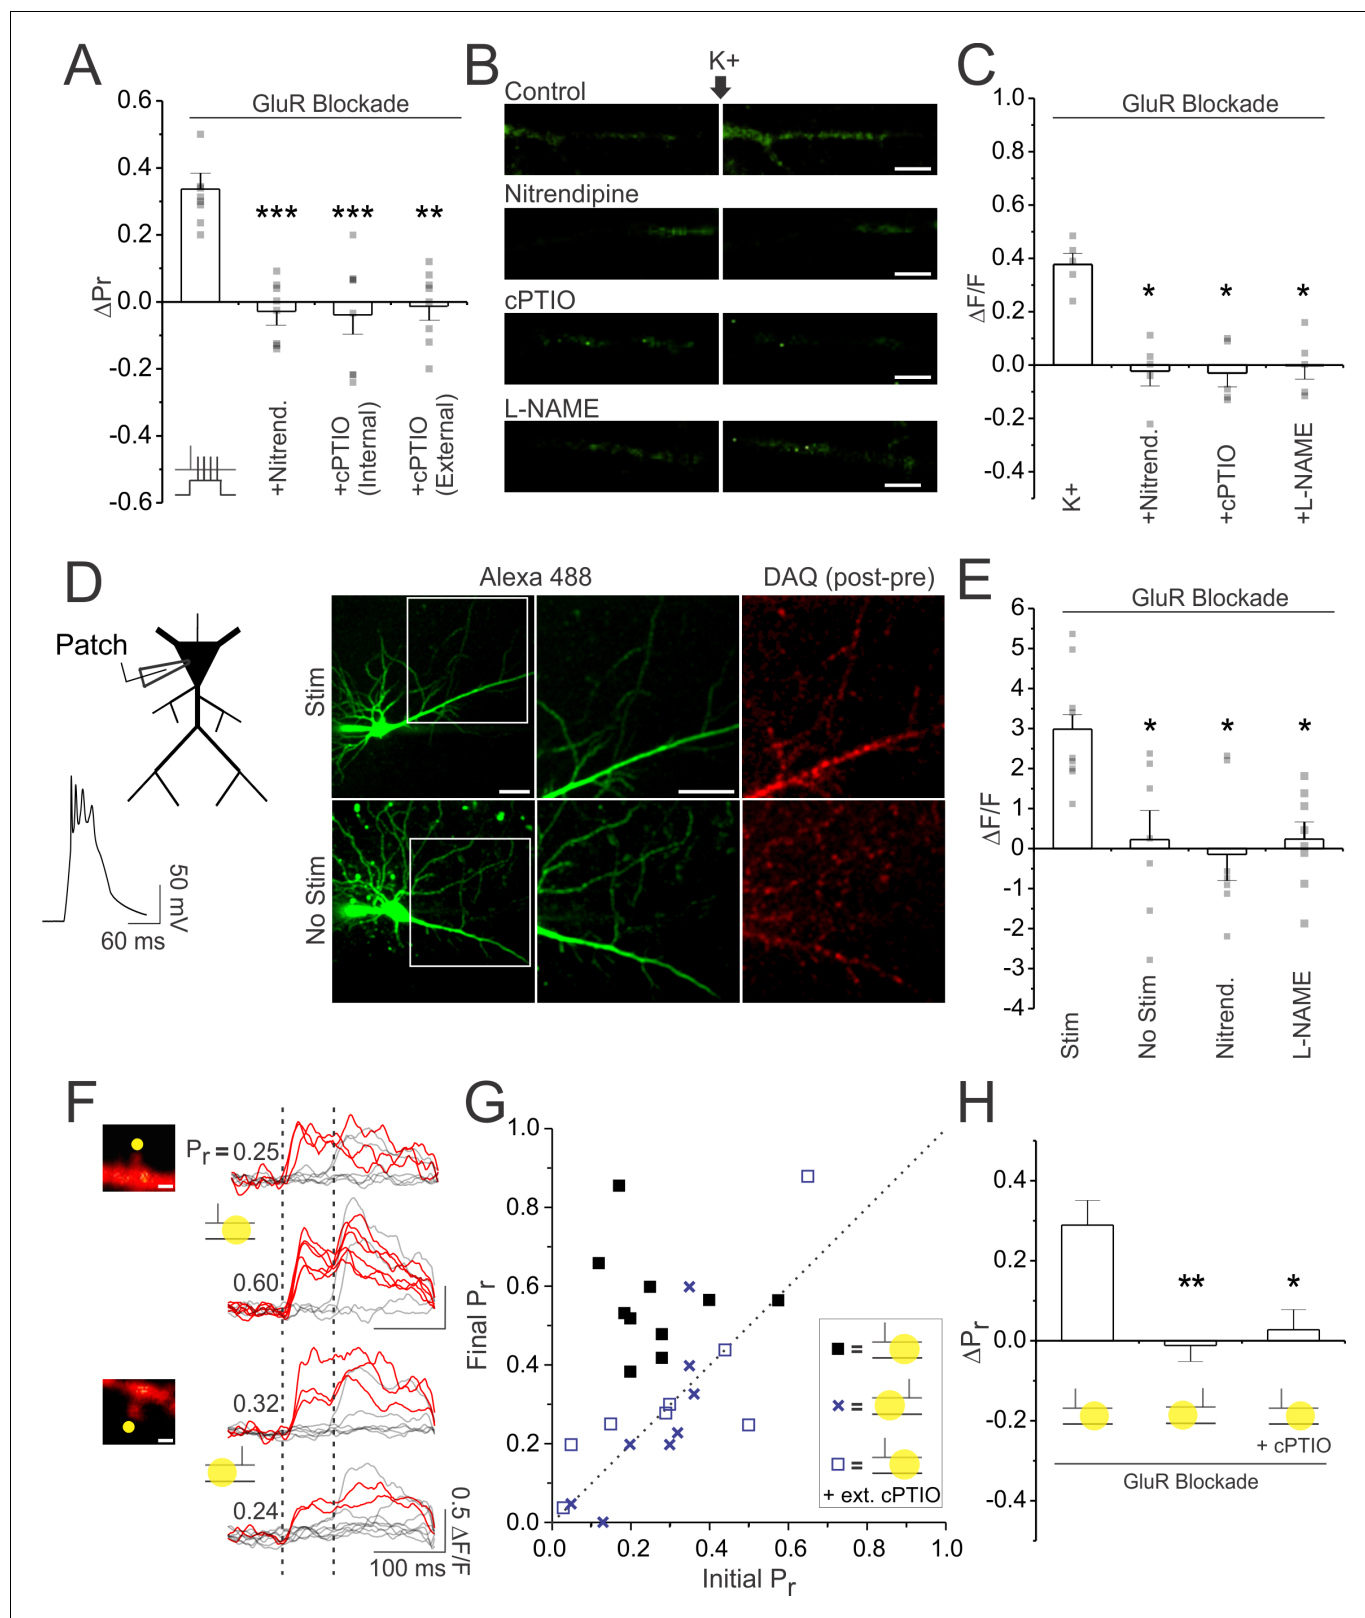 A
GluR Blockade
ΔPr
0.6
0.4
0.2
0.0
-0.2
-0.4
-0.6
***
***
**
+Nitrend.
+cPTIO
(Internal)
+cPTIO
(External)
B
K+
Control
Nitrendipine
cPTIO
L-NAME
C
GluR Blockade
ΔF/F
1.0
0.8
0.6
0.4
0.2
0.0
-0.2
-0.4
*
*
*
K+
+Nitrend.
+cPTIO
+L-NAME
D
Patch
50 mV
60 ms
Alexa 488
DAQ (post-pre)
Stim
No Stim
E
GluR Blockade
ΔF/F
6
5
4
3
2
1
0
-1
-2
-3
-4
*
*
*
Stim
No Stim
Nitrend.
L-NAME
F
Pr = 0.25
0.60
0.32
0.24
0.5 ΔF/F
100 ms
G
Final Pr
1.0
0.8
0.6
0.4
0.2
0.0
0.0 0.2 0.4 0.6 0.8 1.0
Initial Pr
=
=
=
+ ext. cPTIO
H
ΔPr
0.4
0.2
0.0
-0.2
-0.4
**
*
+ cPTIO
GluR Blockade